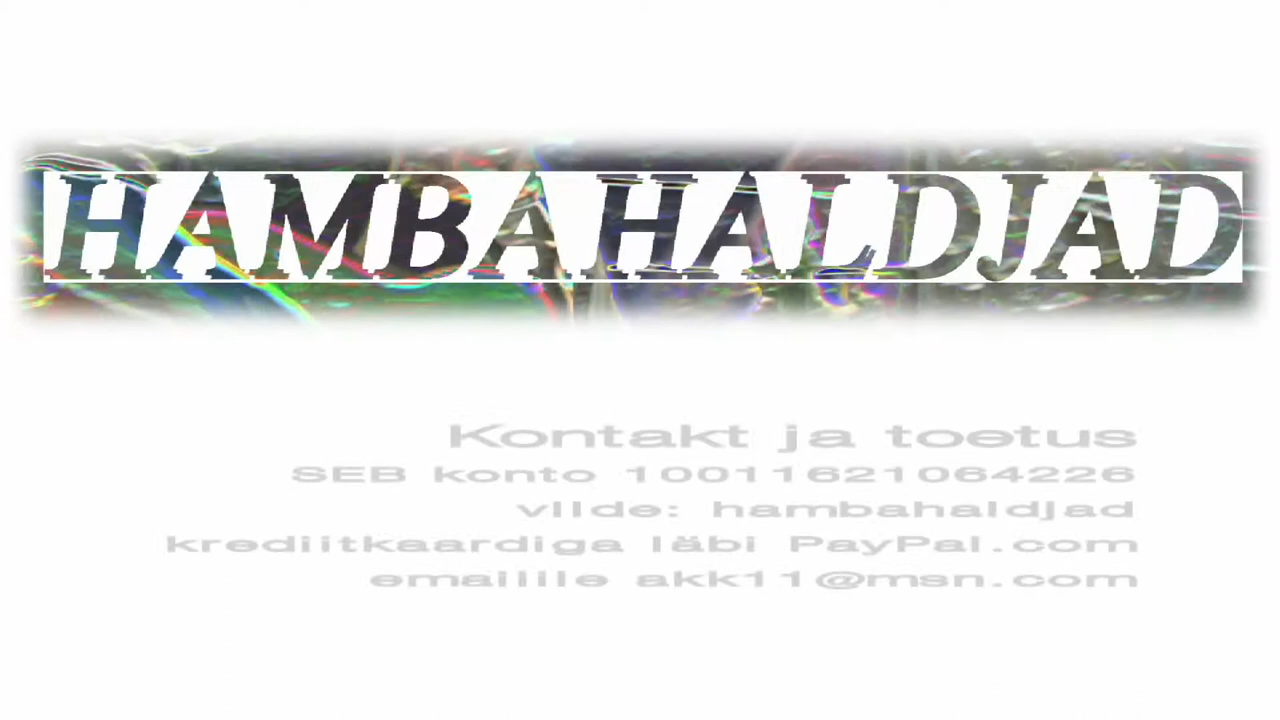 HAMBAHALDJAD
Kontakt ja toetus
SEB konto 10011621064226
viide: hambahaldjad
krediitkaardiga läbi PayPal.com
emailile akk11@msn.com